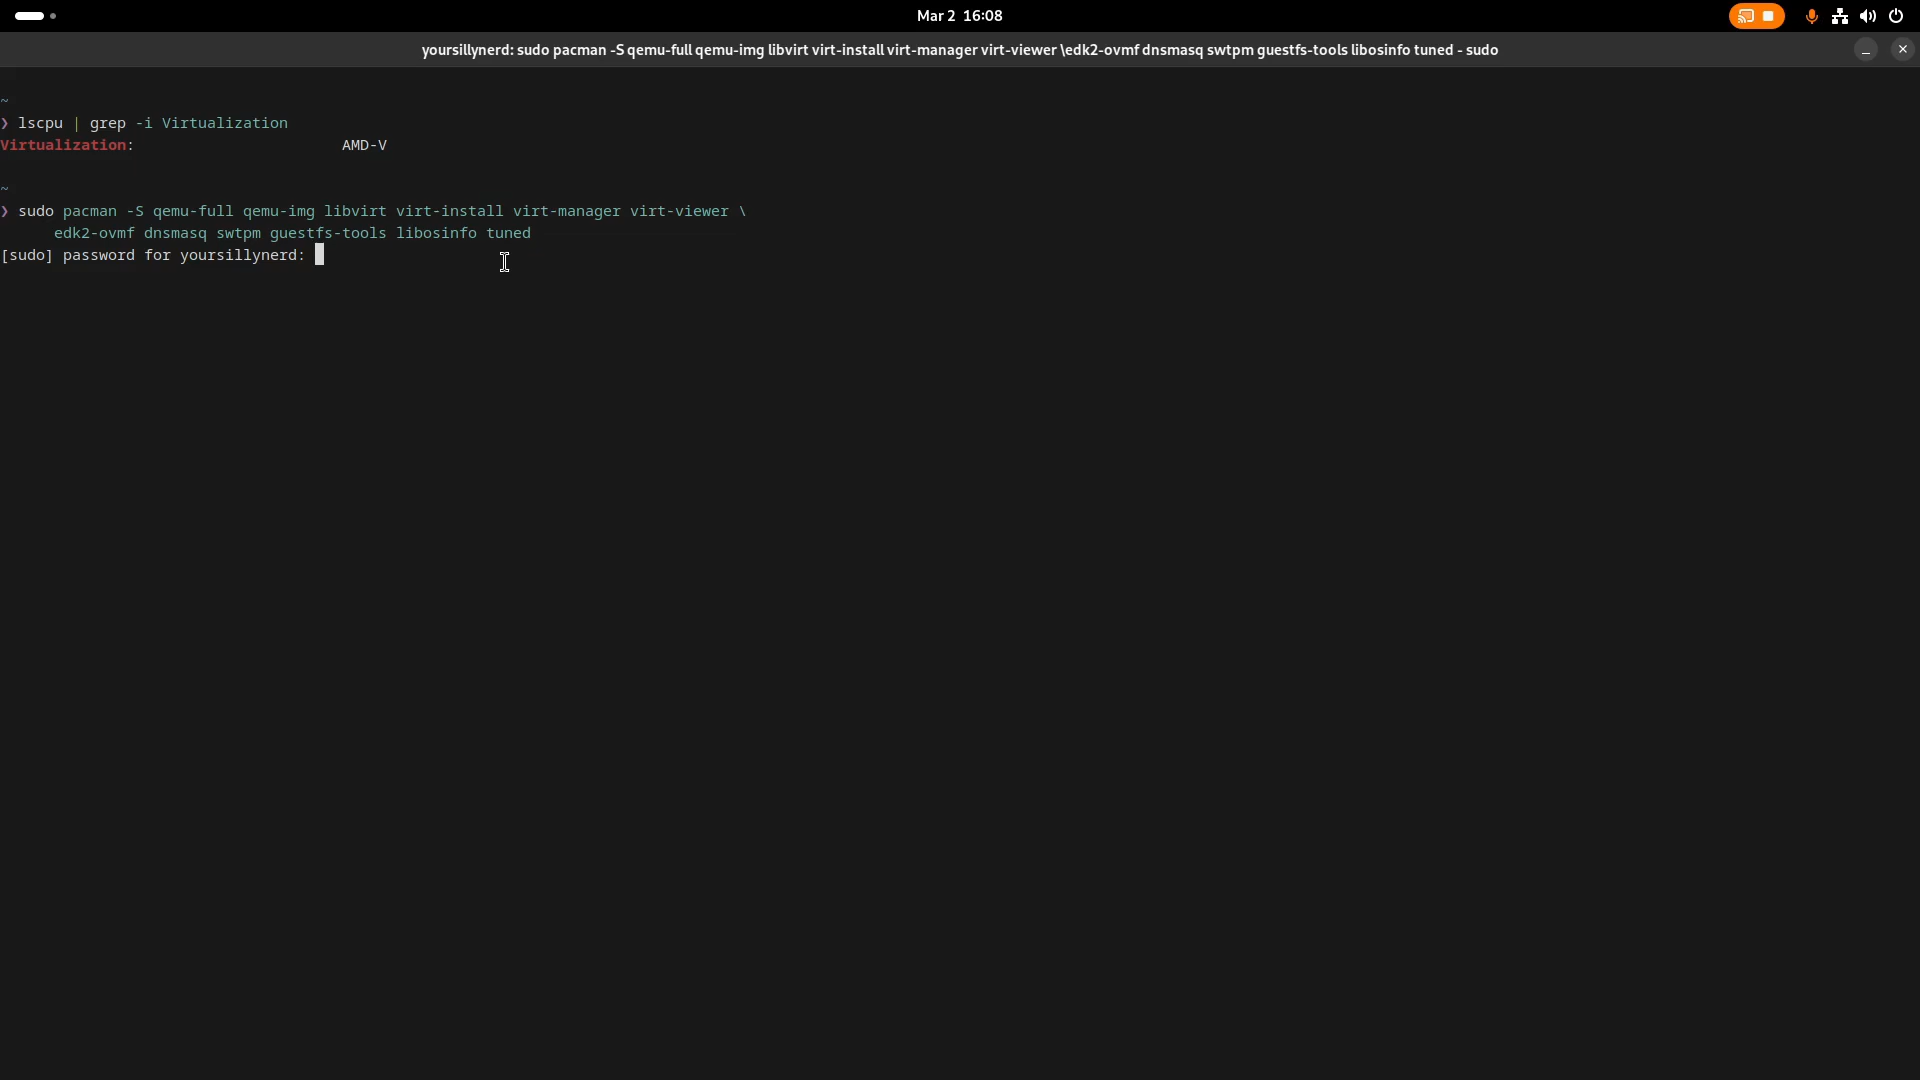 Mar 2 16:08
yoursillynerd: sudo pacman -S qemu-full qemu-img libvirt virt-install virt-manager virt-viewer \edk2-ovmf dnsmasq swtpm guestfs-tools libosinfo tuned - sudo
~
❯ lscpu | grep -i Virtualization
Virtualization: AMD-V
~
❯ sudo pacman -S qemu-full qemu-img libvirt virt-install virt-manager virt-viewer \
edk2-ovmf dnsmasq swtpm guestfs-tools libosinfo tuned
[sudo] password for yoursillynerd: